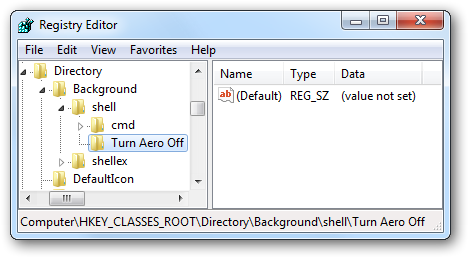 Registry Editor
File Edit View Favorites Help
Directory
Background
shell
cmd
Turn Aero Off
shellex
DefaultIcon
Name Type Data
ab (Default) REG_SZ (value not set)
Computer\HKEY_CLASSES_ROOT\Directory\Background\shell\Turn Aero Off